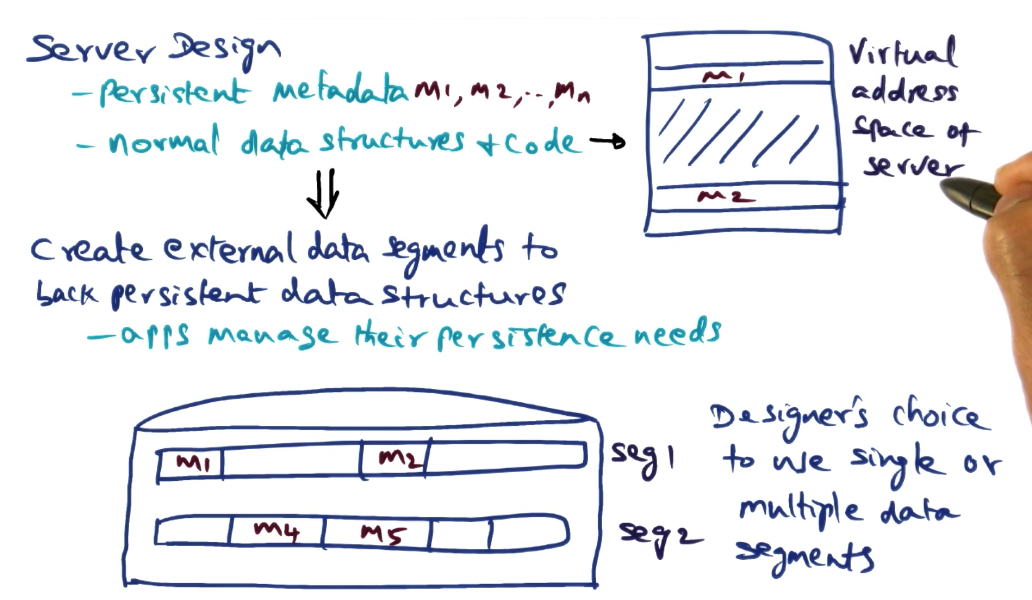 Server Design
- Persistent metadata m1, m2, .., mn
- normal data structures + code →
⇓
Create external data segments to
back persistent data structures
- apps manage their persistence needs
m1
m2
Virtual
address
space of
server
m1 m2 seg1
m4 m5 seg2
Designer's choice
to use single or
multiple data
segments